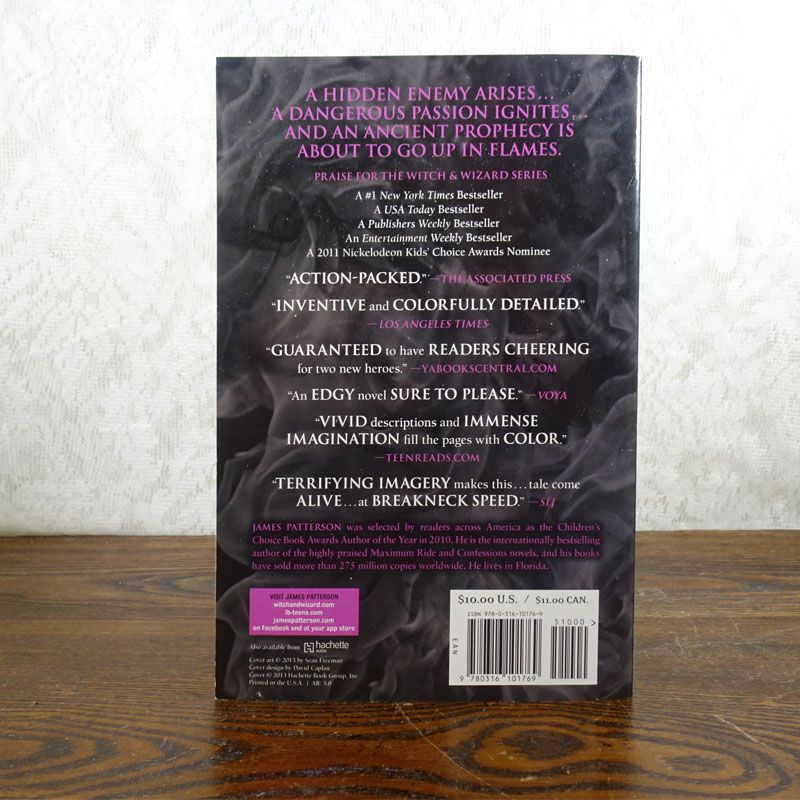 A HIDDEN ENEMY ARISES...
A DANGEROUS PASSION IGNITES...
AND AN ANCIENT PROPHECY IS
ABOUT TO GO UP IN FLAMES.
PRAISE FOR THE WITCH & WIZARD SERIES
A #1 New York Times Bestseller
A USA Today Bestseller
A Publishers Weekly Bestseller
An Entertainment Weekly Bestseller
A 2011 Nickelodeon Kids' Choice Awards Nominee
“ACTION-PACKED.” —THE ASSOCIATED PRESS
“INVENTIVE and COLORFULLY DETAILED.”
—LOS ANGELES TIMES
“GUARANTEED to have READERS CHEERING
for two new heroes.” —YABOOKSCENTRAL.COM
“An EDGY novel SURE TO PLEASE.” —VOYA
“VIVID descriptions and IMMENSE
IMAGINATION fill the pages with COLOR.”
—TEENREADS.COM
“TERRIFYING IMAGERY makes this...tale come
ALIVE...at BREAKNECK SPEED.” —SLJ
JAMES PATTERSON was selected by readers across America as the Children's
Choice Book Awards Author of the Year in 2010. He is the internationally bestselling
author of the highly praised Maximum Ride and Confessions novels, and his books
have sold more than 275 million copies worldwide. He lives in Florida.
VISIT JAMES PATTERSON
witchandwizard.com
lb-teens.com
jamespatterson.com
on Facebook and at your app store
Also available from hachette
AUDIO
Cover art © 2013 by Sean Freeman
Cover design by David Caplan
Cover © 2013 Hachette Book Group, Inc.
Printed in the U.S.A. | AR: 5.0
$10.00 U.S. / $11.00 CAN.
ISBN 978-0-316-10176-9
51000>
EAN
9 780316 101769